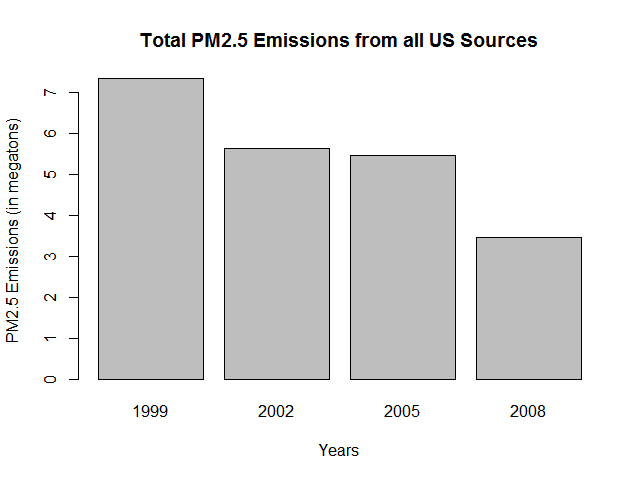 Total PM2.5 Emissions from all US Sources
PM2.5 Emissions (in megatons)
7
6
5
4
3
2
1
0
1999 2002 2005 2008
Years